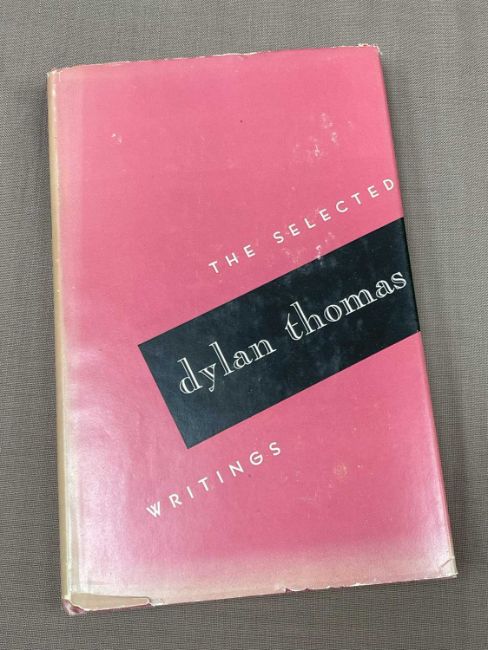 THE SELECTED
dylan thomas
WRITINGS